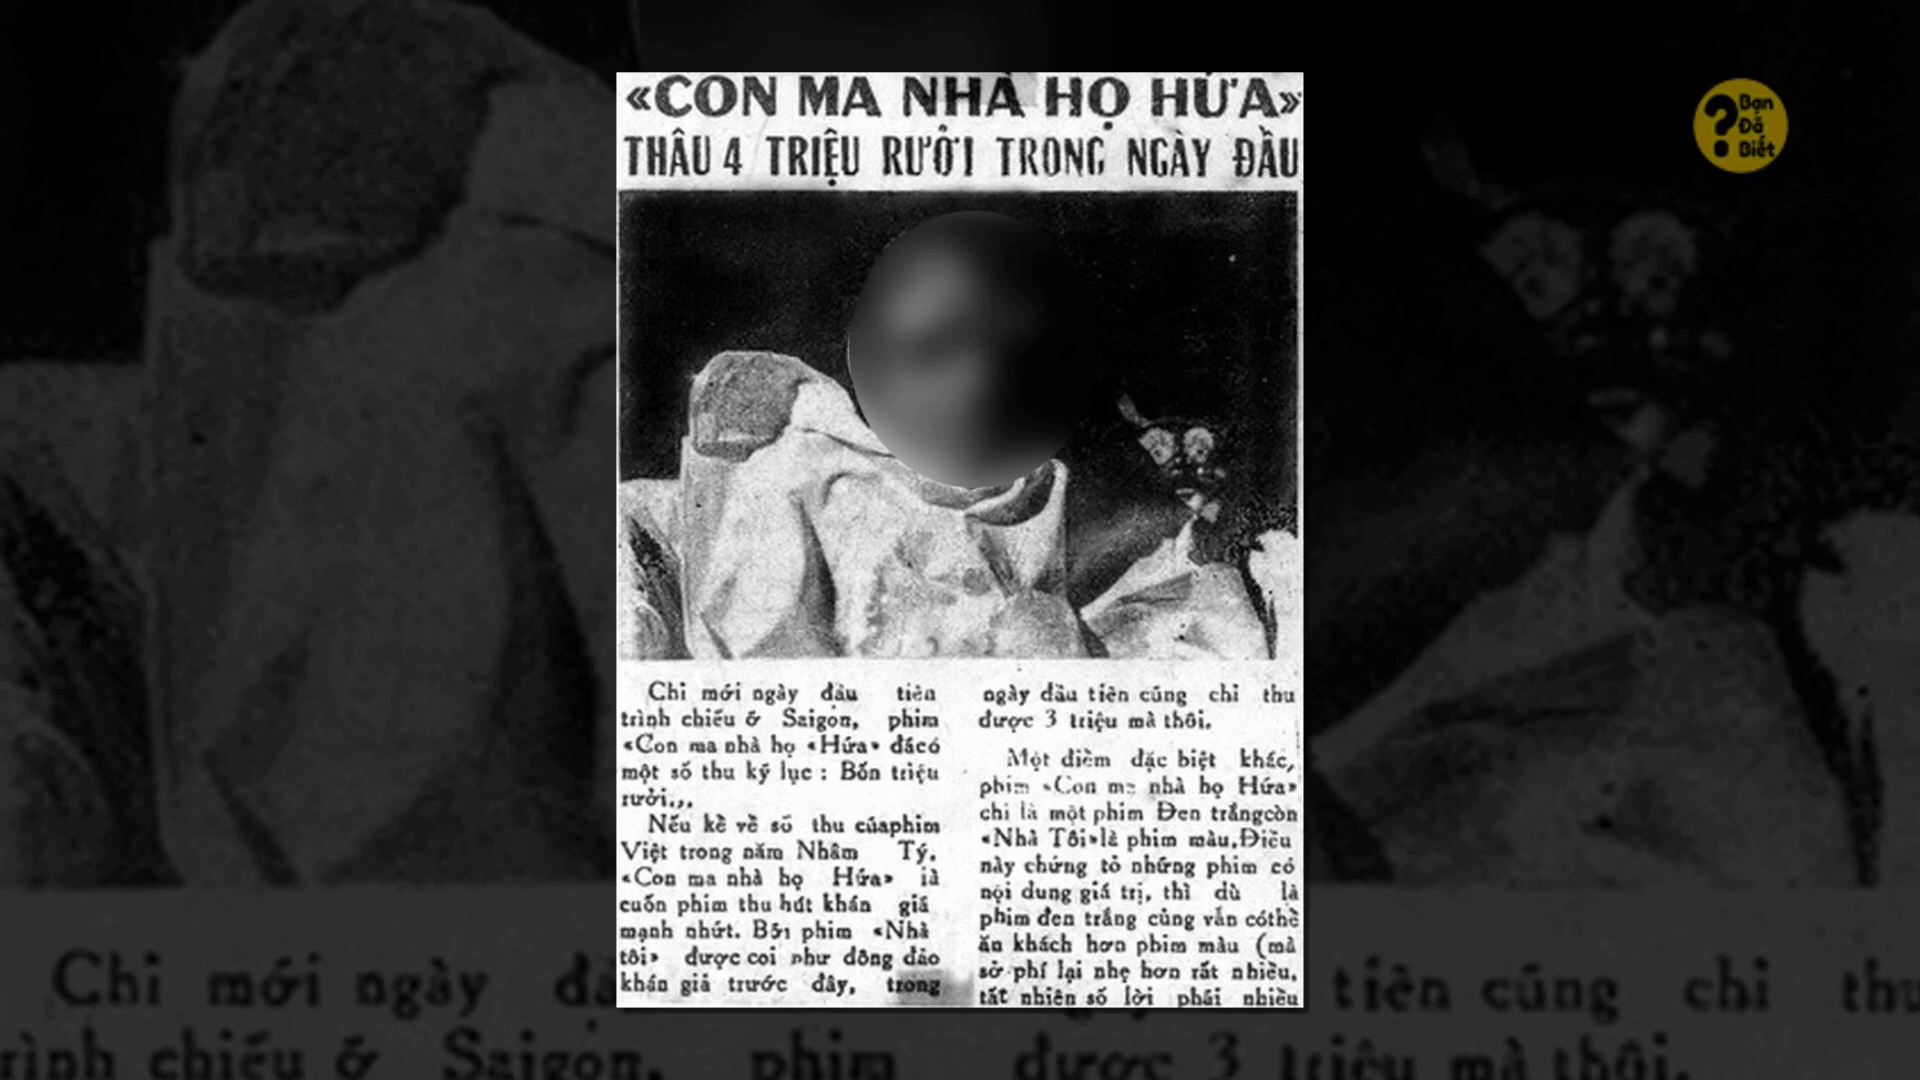 «CON MA NHÀ HỌ HỨA»
THÂU 4 TRIỆU RƯỞI TRONG NGÀY ĐẦU
Bạn
Đã
Biết
Chỉ mới ngày đầu tiên
trình chiếu ở Saigon, phim
«Con ma nhà họ «Hứa» đãcó
một số thu kỷ lục : Bốn triệu
rưởi...
Nếu kể về số thu củaphim
Việt trong năm Nhâm Tý,
«Con ma nhà họ Hứa» là
cuốn phim thu hút khán giả
mạnh nhứt. Bởi phim «Nhà
tôi» được coi như đông đảo
khán giả trước đây, trong
ngày đầu tiên cũng chỉ thu
được 3 triệu mà thôi.
Một điểm đặc biệt khác,
phim «Con ma nhà họ Hứa»
chỉ là một phim Đen trắngcòn
«Nhà Tôi»là phim màu.Điều
này chứng tỏ những phim có
nội dung giá trị, thì dù là
phim đen trắng cũng vẫn cóthể
ăn khách hơn phim màu (mà
sở phí lại nhẹ hơn rất nhiều,
tất nhiên số lời phải nhiều
Chỉ mới ngày đầ
tiên cũng chỉ thu
rình chiếu ở Saigon, phim
được 3 triệu mà thôi.